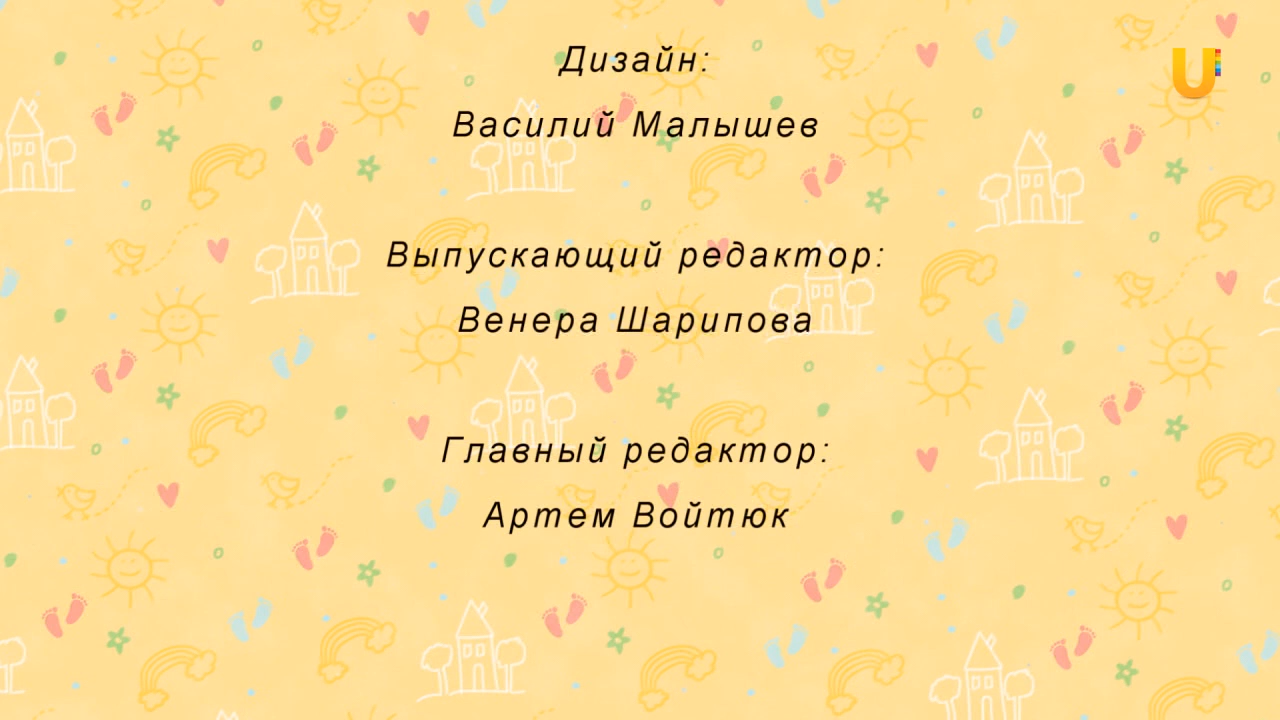 Дизайн:
Василий Малышев
Выпускающий редактор:
Венера Шарипова
Главный редактор:
Артем Войтюк
U